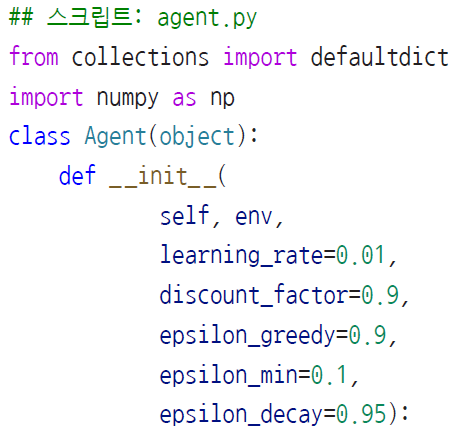 ## 스크립트: agent.py
from collections import defaultdict
import numpy as np
class Agent(object):
    def __init__(
            self, env,
            learning_rate=0.01,
            discount_factor=0.9,
            epsilon_greedy=0.9,
            epsilon_min=0.1,
            epsilon_decay=0.95):